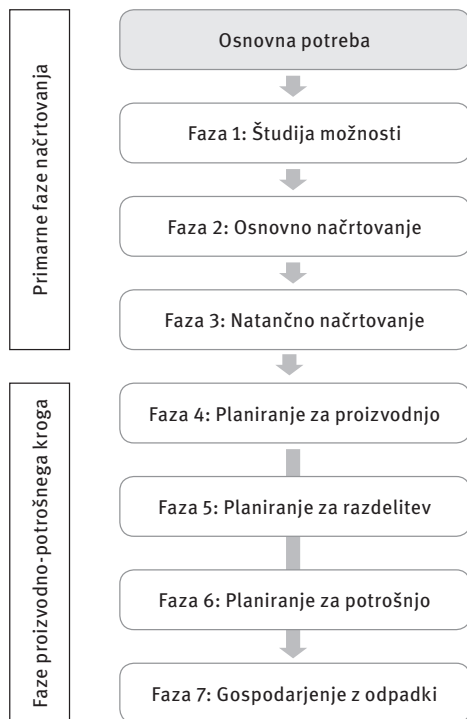 Primarne faze načrtovanja
Osnovna potreba
Faza 1: Študija možnosti
Faza 2: Osnovno načrtovanje
Faza 3: Natančno načrtovanje
Faze proizvodno-potrošnega kroga
Faza 4: Planiranje za proizvodnjo
Faza 5: Planiranje za razdelitev
Faza 6: Planiranje za potrošnjo
Faza 7: Gospodarjenje z odpadki